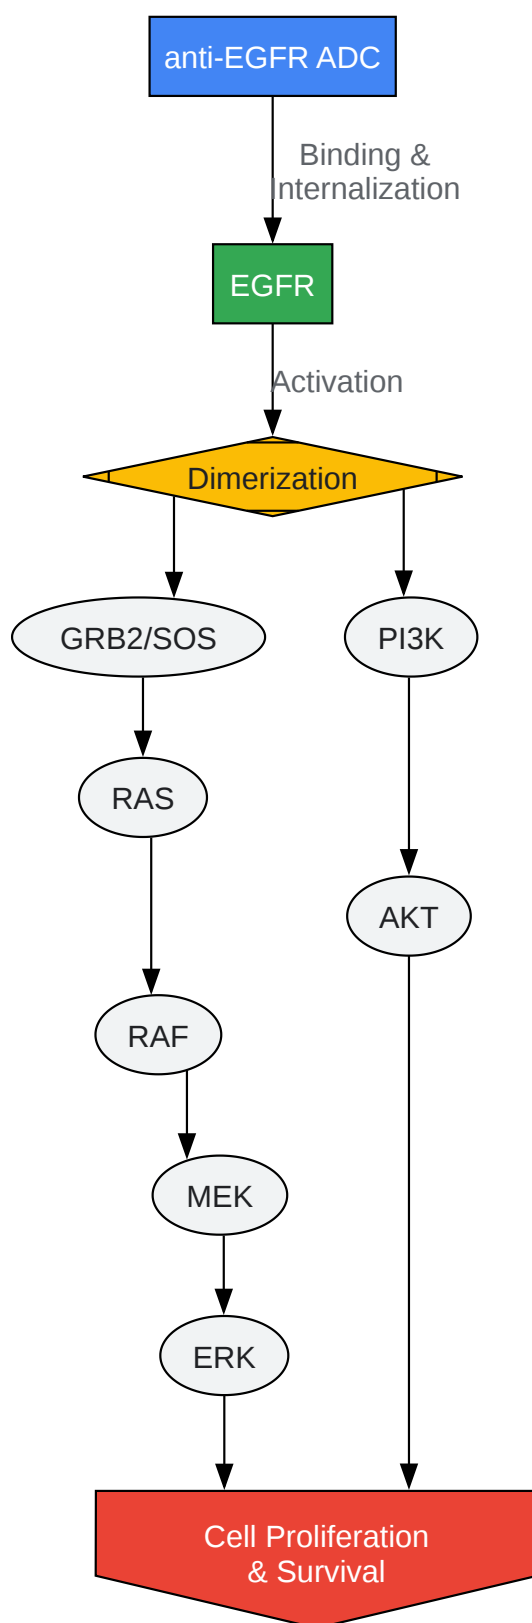 anti-EGFR ADC
Binding &
Internalization
EGFR
Activation
Dimerization
GRB2/SOS
PI3K
RAS
AKT
RAF
MEK
ERK
Cell Proliferation
& Survival